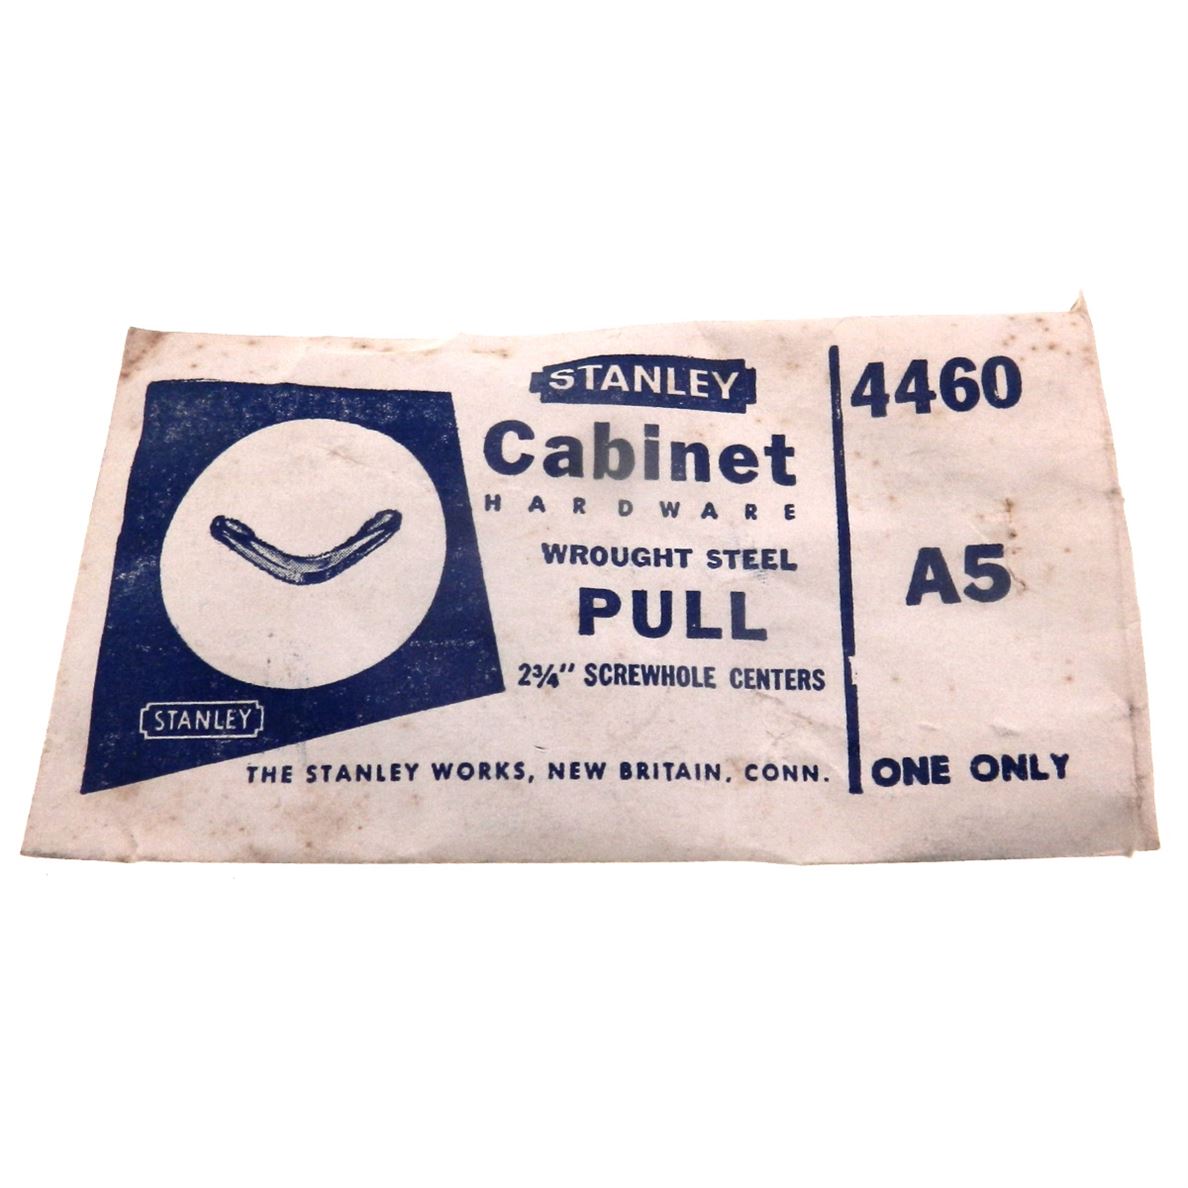 STANLEY
Cabinet
HARDWARE
WROUGHT STEEL
PULL
2¾" SCREWHOLE CENTERS
STANLEY
THE STANLEY WORKS, NEW BRITAIN, CONN.
4460
A5
ONE ONLY